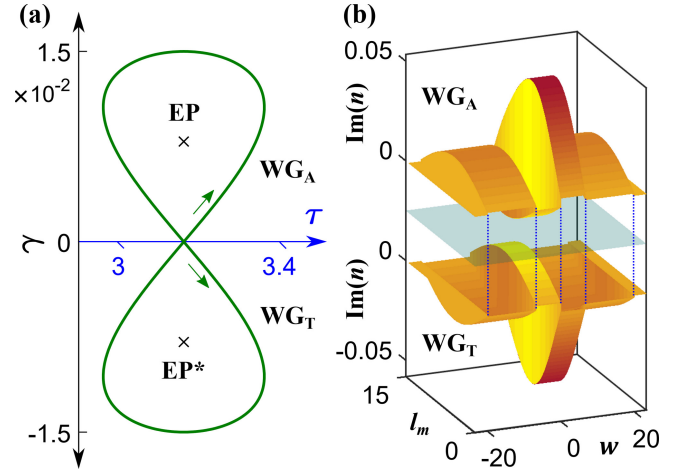 (a)
1.5
×10⁻²
EP
WG_A
τ
γ
0
3
3.4
WG_T
EP*
-1.5
(b)
0.05
Im(n)
WG_A
0
0
Im(n)
WG_T
-0.05
15
l_m
0
-20
0
w
20